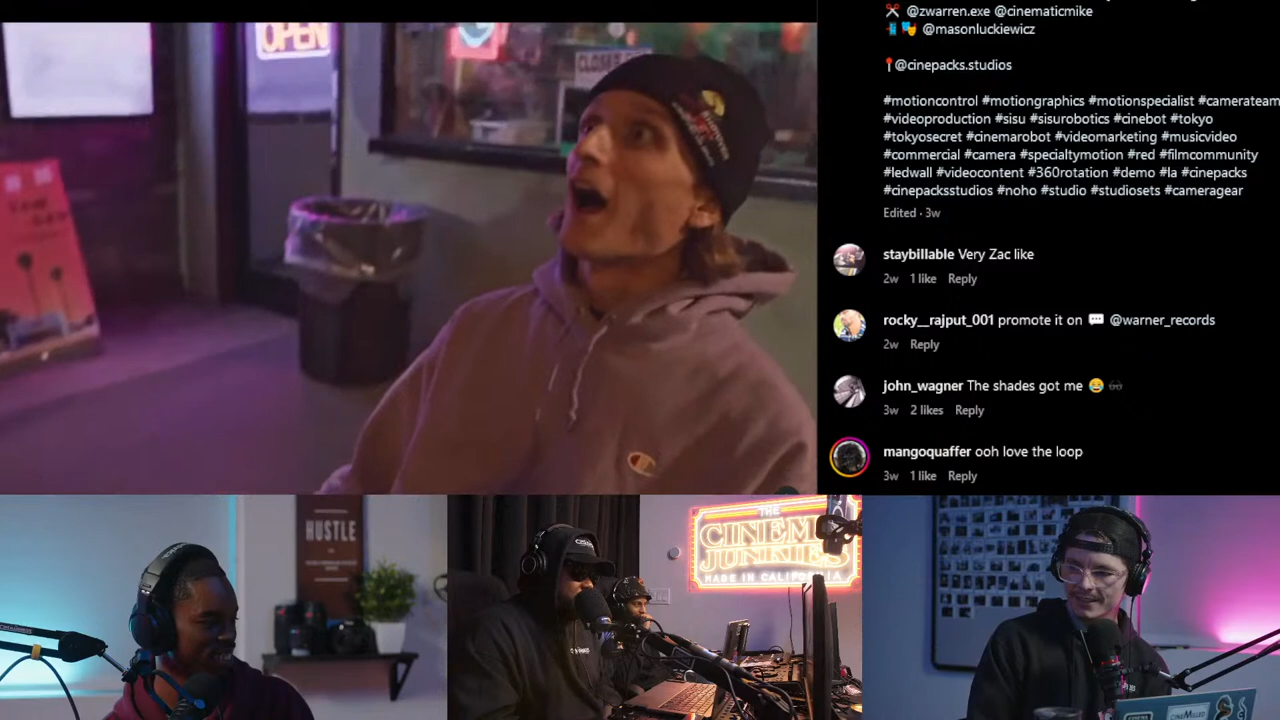 ✂️ @zwarren.exe @cinematicmike
🧵🎭 @masonluckiewicz
📍@cinepacks.studios
#motioncontrol #motiongraphics #motionspecialist #camerateam
#videoproduction #sisu #sisurobotics #cinebot #tokyo
#tokyosecret #cinemarobot #videomarketing #musicvideo
#commercial #camera #specialtymotion #red #filmcommunity
#ledwall #videocontent #360rotation #demo #la #cinepacks
#cinepacksstudios #noho #studio #studiosets #cameragear
Edited · 3w
staybillable Very Zac like
2w 1 like Reply
rocky__rajput_001 promote it on 💬 @warner_records
2w Reply
john_wagner The shades got me 😂 🕶
3w 2 likes Reply
mangoquaffer ooh love the loop
3w 1 like Reply
OPEN
HUSTLE
THE
CINEMA
JUNKIES
MADE IN CALIFORNIA